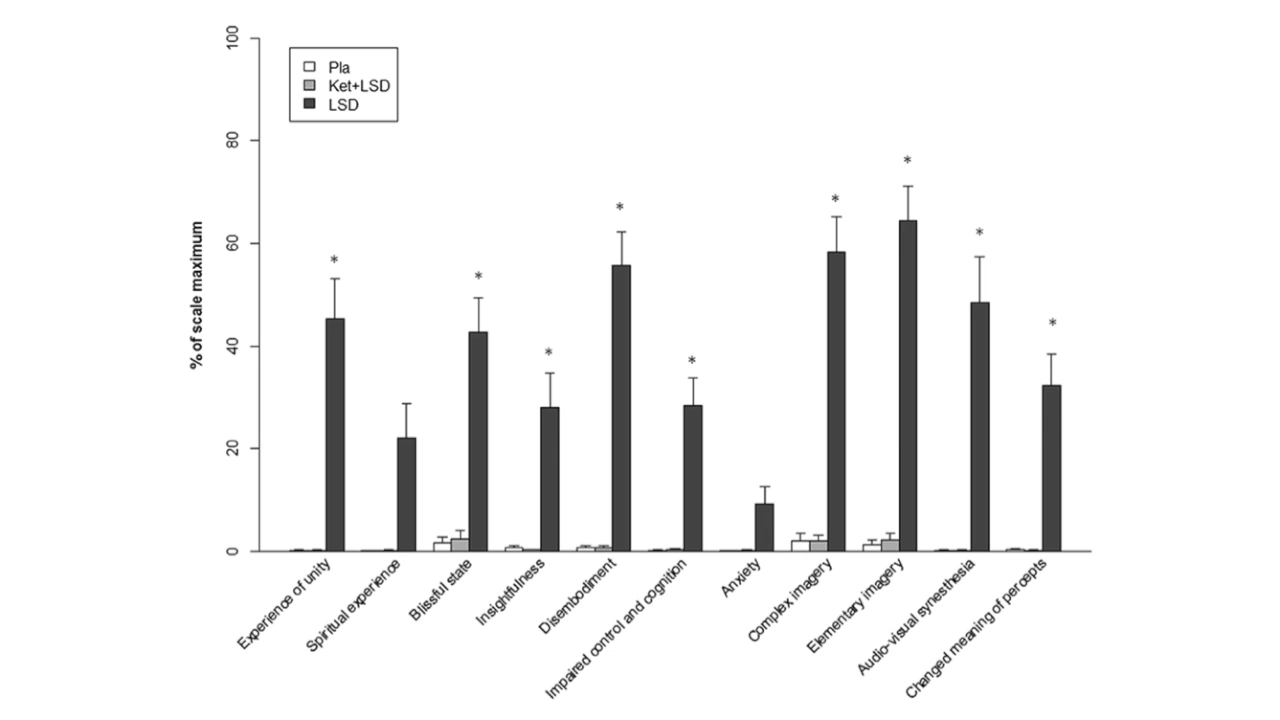 100
80
60
40
20
0
% of scale maximum
Pla
Ket+LSD
LSD
*
*
*
*
*
*
*
*
*
Experience of unity
Spiritual experience
Blissful state
Insightfulness
Disembodiment
Impaired control and cognition
Anxiety
Complex imagery
Elementary imagery
Audio-visual synesthesia
Changed meaning of percepts